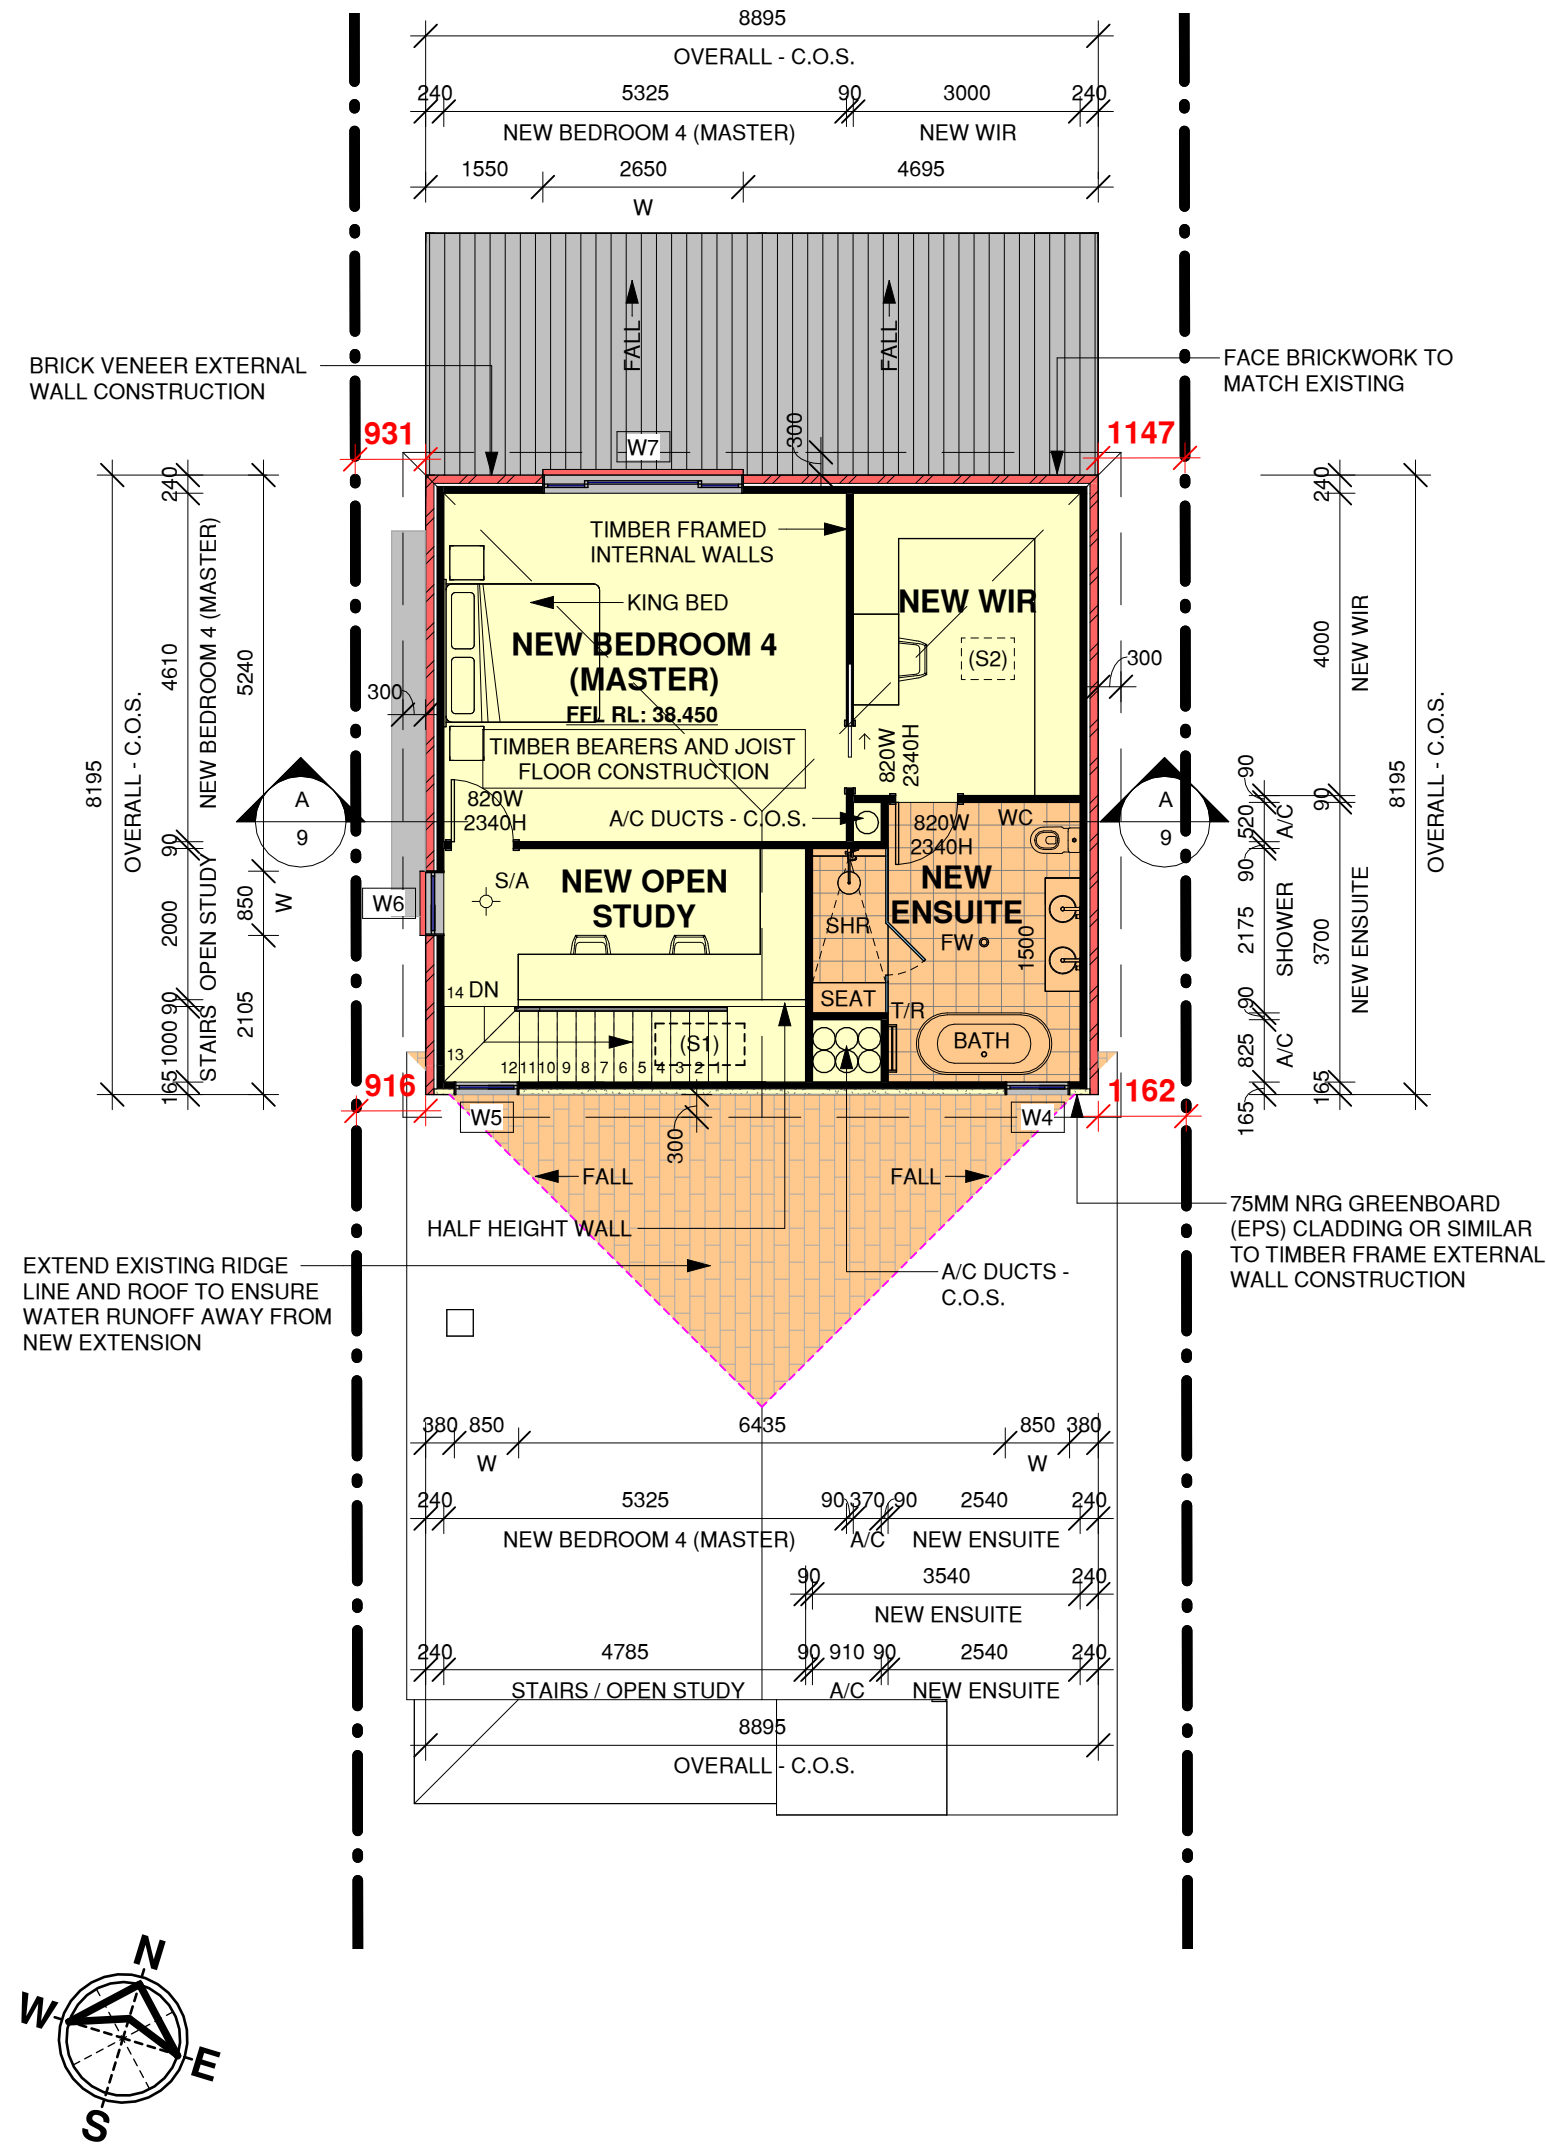 8895
OVERALL - C.O.S.
240 5325 90 3000 240
NEW BEDROOM 4 (MASTER) NEW WIR
1550 2650 4695
W
FALL FALL
BRICK VENEER EXTERNAL
WALL CONSTRUCTION
FACE BRICKWORK TO
MATCH EXISTING
931 1147
W7
300
TIMBER FRAMED
INTERNAL WALLS
KING BED
NEW BEDROOM 4
(MASTER)
FFL RL: 38.450
TIMBER BEARERS AND JOIST
FLOOR CONSTRUCTION
NEW WIR
(S2)
300
300
820W
2340H
820W
2340H
A/C DUCTS - C.O.S.
820W
2340H
WC
A
9
A
9
W6
S/A
NEW OPEN
STUDY
NEW
ENSUITE
SHR
FW
1500
14 DN
SEAT
T/R
(S1)
BATH
13
12 11 10 9 8 7 6 5 4 3 2 1
8195
OVERALL - C.O.S.
240 4610 90 2000 90 1000 165
NEW BEDROOM 4 (MASTER)
OPEN STUDY
STAIRS
5240 850 2105
W
90 520 90 2175 90 825 165
A/C
SHOWER
A/C
240 4000 90 3700 165
NEW WIR
NEW ENSUITE
8195
OVERALL - C.O.S.
916 1162
W5 W4
300
FALL FALL
HALF HEIGHT WALL
EXTEND EXISTING RIDGE
LINE AND ROOF TO ENSURE
WATER RUNOFF AWAY FROM
NEW EXTENSION
A/C DUCTS -
C.O.S.
75MM NRG GREENBOARD
(EPS) CLADDING OR SIMILAR
TO TIMBER FRAME EXTERNAL
WALL CONSTRUCTION
380 850 6435 850 380
W W
240 5325 90 370 90 2540 240
NEW BEDROOM 4 (MASTER) A/C NEW ENSUITE
90 3540 240
NEW ENSUITE
240 4785 90 910 90 2540 240
STAIRS / OPEN STUDY A/C NEW ENSUITE
8895
OVERALL - C.O.S.
N
W
E
S